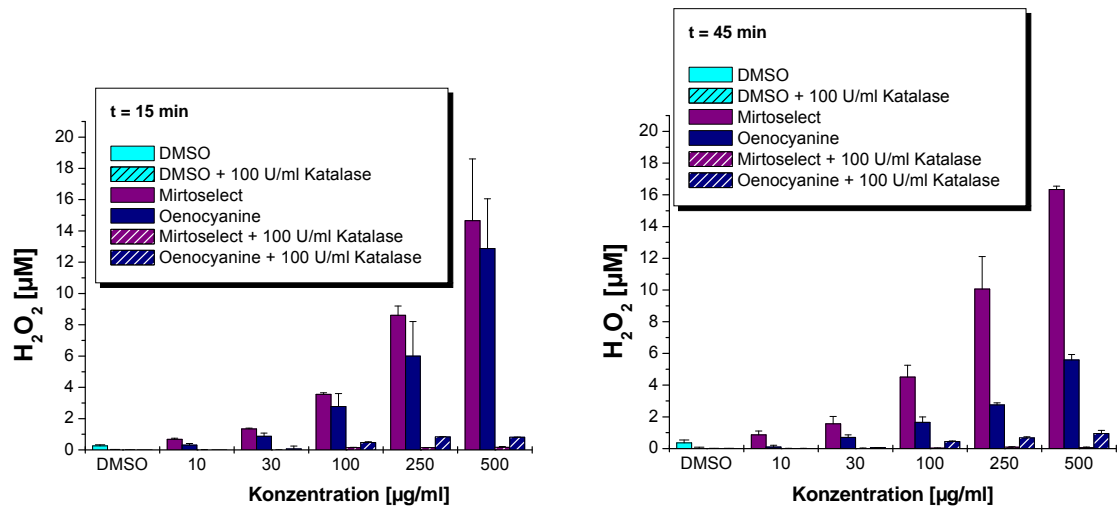 t = 15 min
DMSO
DMSO + 100 U/ml Katalase
Mirtoselect
Oenocyanine
Mirtoselect + 100 U/ml Katalase
Oenocyanine + 100 U/ml Katalase
H₂O₂ [µM]
20
18
16
14
12
10
8
6
4
2
0
DMSO 10 30 100 250 500
Konzentration [µg/ml]
t = 45 min
DMSO
DMSO + 100 U/ml Katalase
Mirtoselect
Oenocyanine
Mirtoselect + 100 U/ml Katalase
Oenocyanine + 100 U/ml Katalase
H₂O₂ [µM]
20
18
16
14
12
10
8
6
4
2
0
DMSO 10 30 100 250 500
Konzentration [µg/ml]